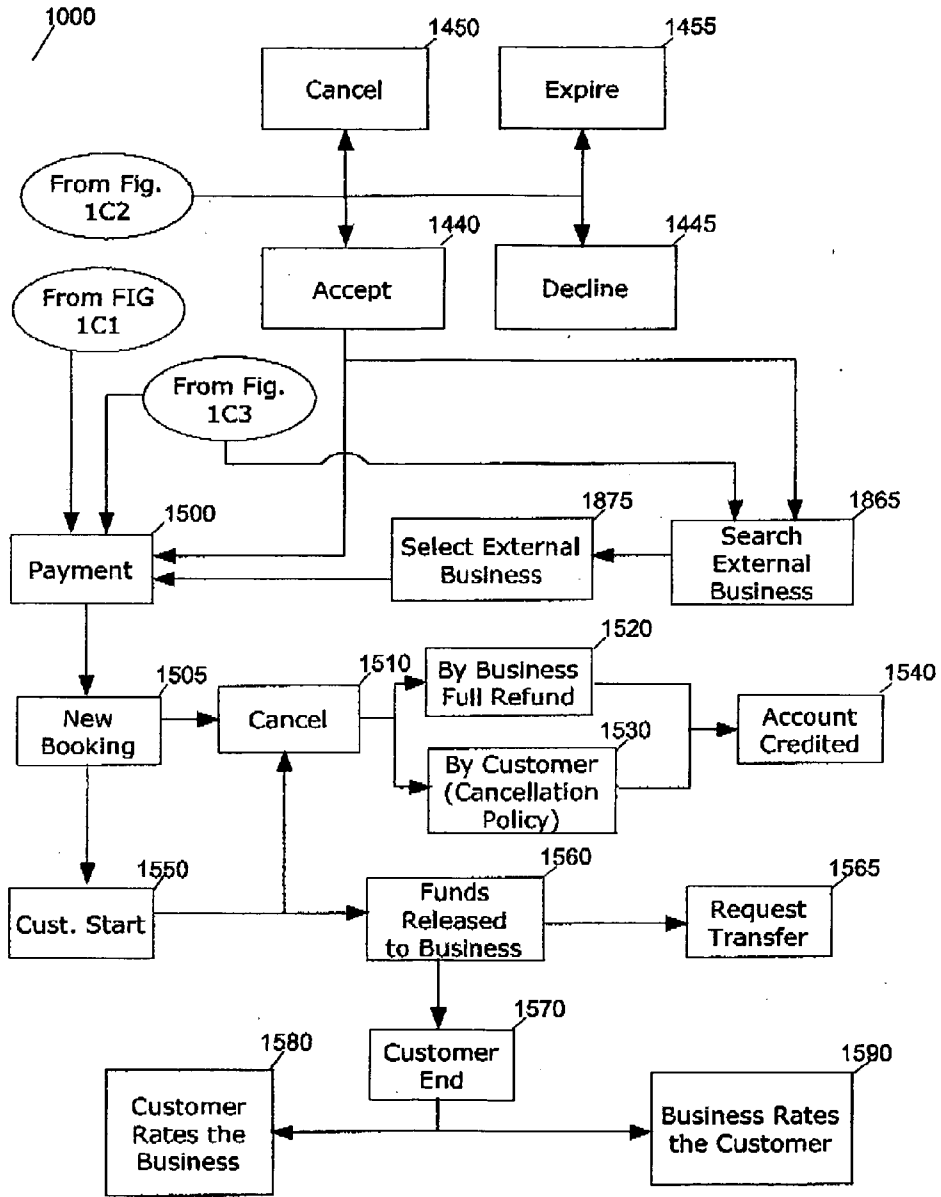 1000
1450
Cancel
1455
Expire
From Fig.
1C2
1440
Accept
1445
Decline
From FIG
1C1
From Fig.
1C3
1500
Payment
1875
Select External
Business
1865
Search
External
Business
1505
New
Booking
1510
Cancel
1520
By Business
Full Refund
1530
By Customer
(Cancellation
Policy)
1540
Account
Credited
1550
Cust. Start
1560
Funds
Released
to Business
1565
Request
Transfer
1570
Customer
End
1580
Customer
Rates the
Business
1590
Business Rates
the Customer